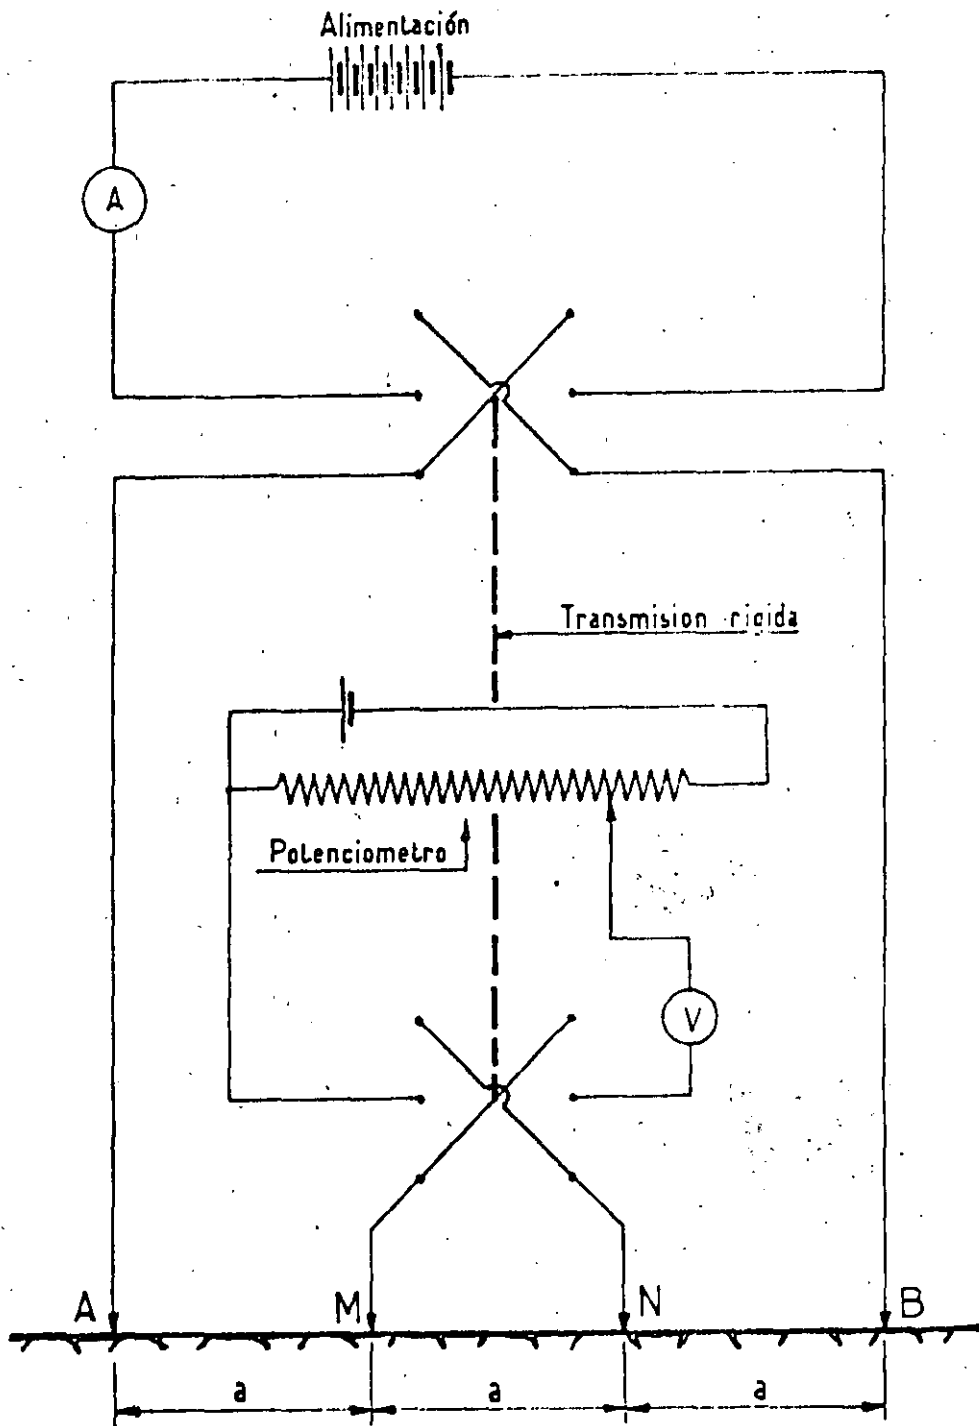 Alimentación
A
Transmision rigida
Potenciometro
V
A M N B
a a a